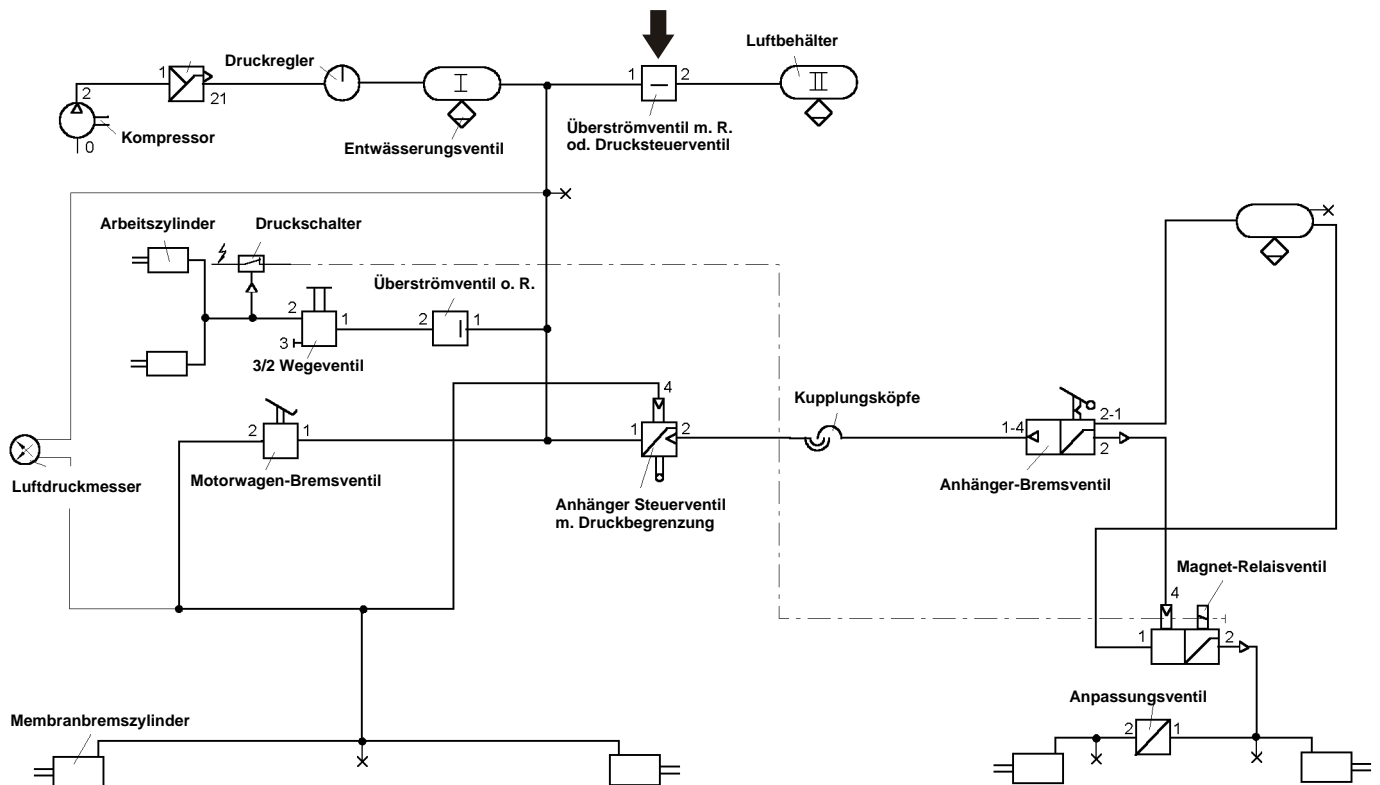 Druckregler
Luftbehälter
1
2
21
I
1
2
II
Kompressor
0
Entwässerungsventil
Überströmventil m. R.
od. Drucksteuerventil
Arbeitszylinder
Druckschalter
Überströmventil o. R.
2
1
2
1
3
3/2 Wegeventil
4
Kupplungsköpfe
2
1
1
2
1-4
2-1
2
Motorwagen-Bremsventil
Luftdruckmesser
Anhänger Steuerventil
m. Druckbegrenzung
Anhänger-Bremsventil
Magnet-Relaisventil
4
1
2
Anpassungsventil
Membranbremszylinder
2
1